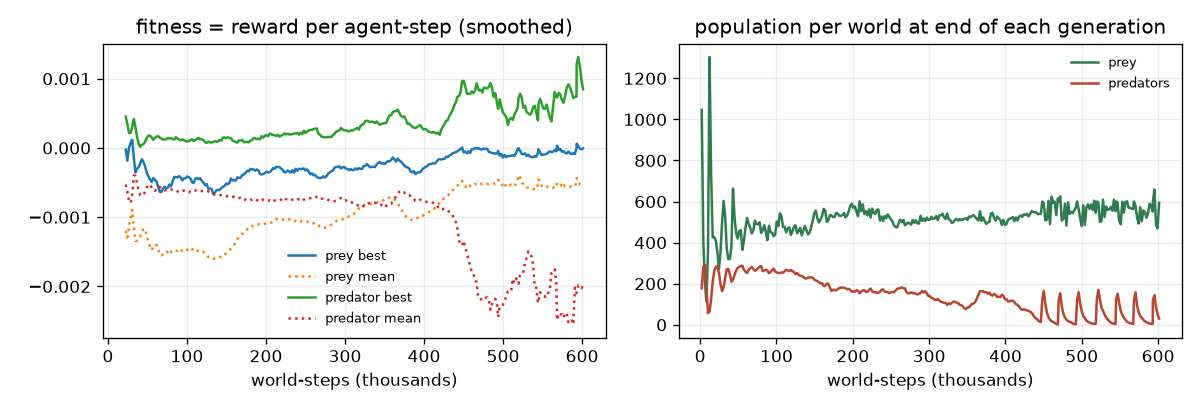 fitness = reward per agent-step (smoothed)
0.001
0.000
−0.001
−0.002
prey best
prey mean
predator best
predator mean
0 100 200 300 400 500 600
world-steps (thousands)
population per world at end of each generation
1200
1000
800
600
400
200
0
prey
predators
0 100 200 300 400 500 600
world-steps (thousands)